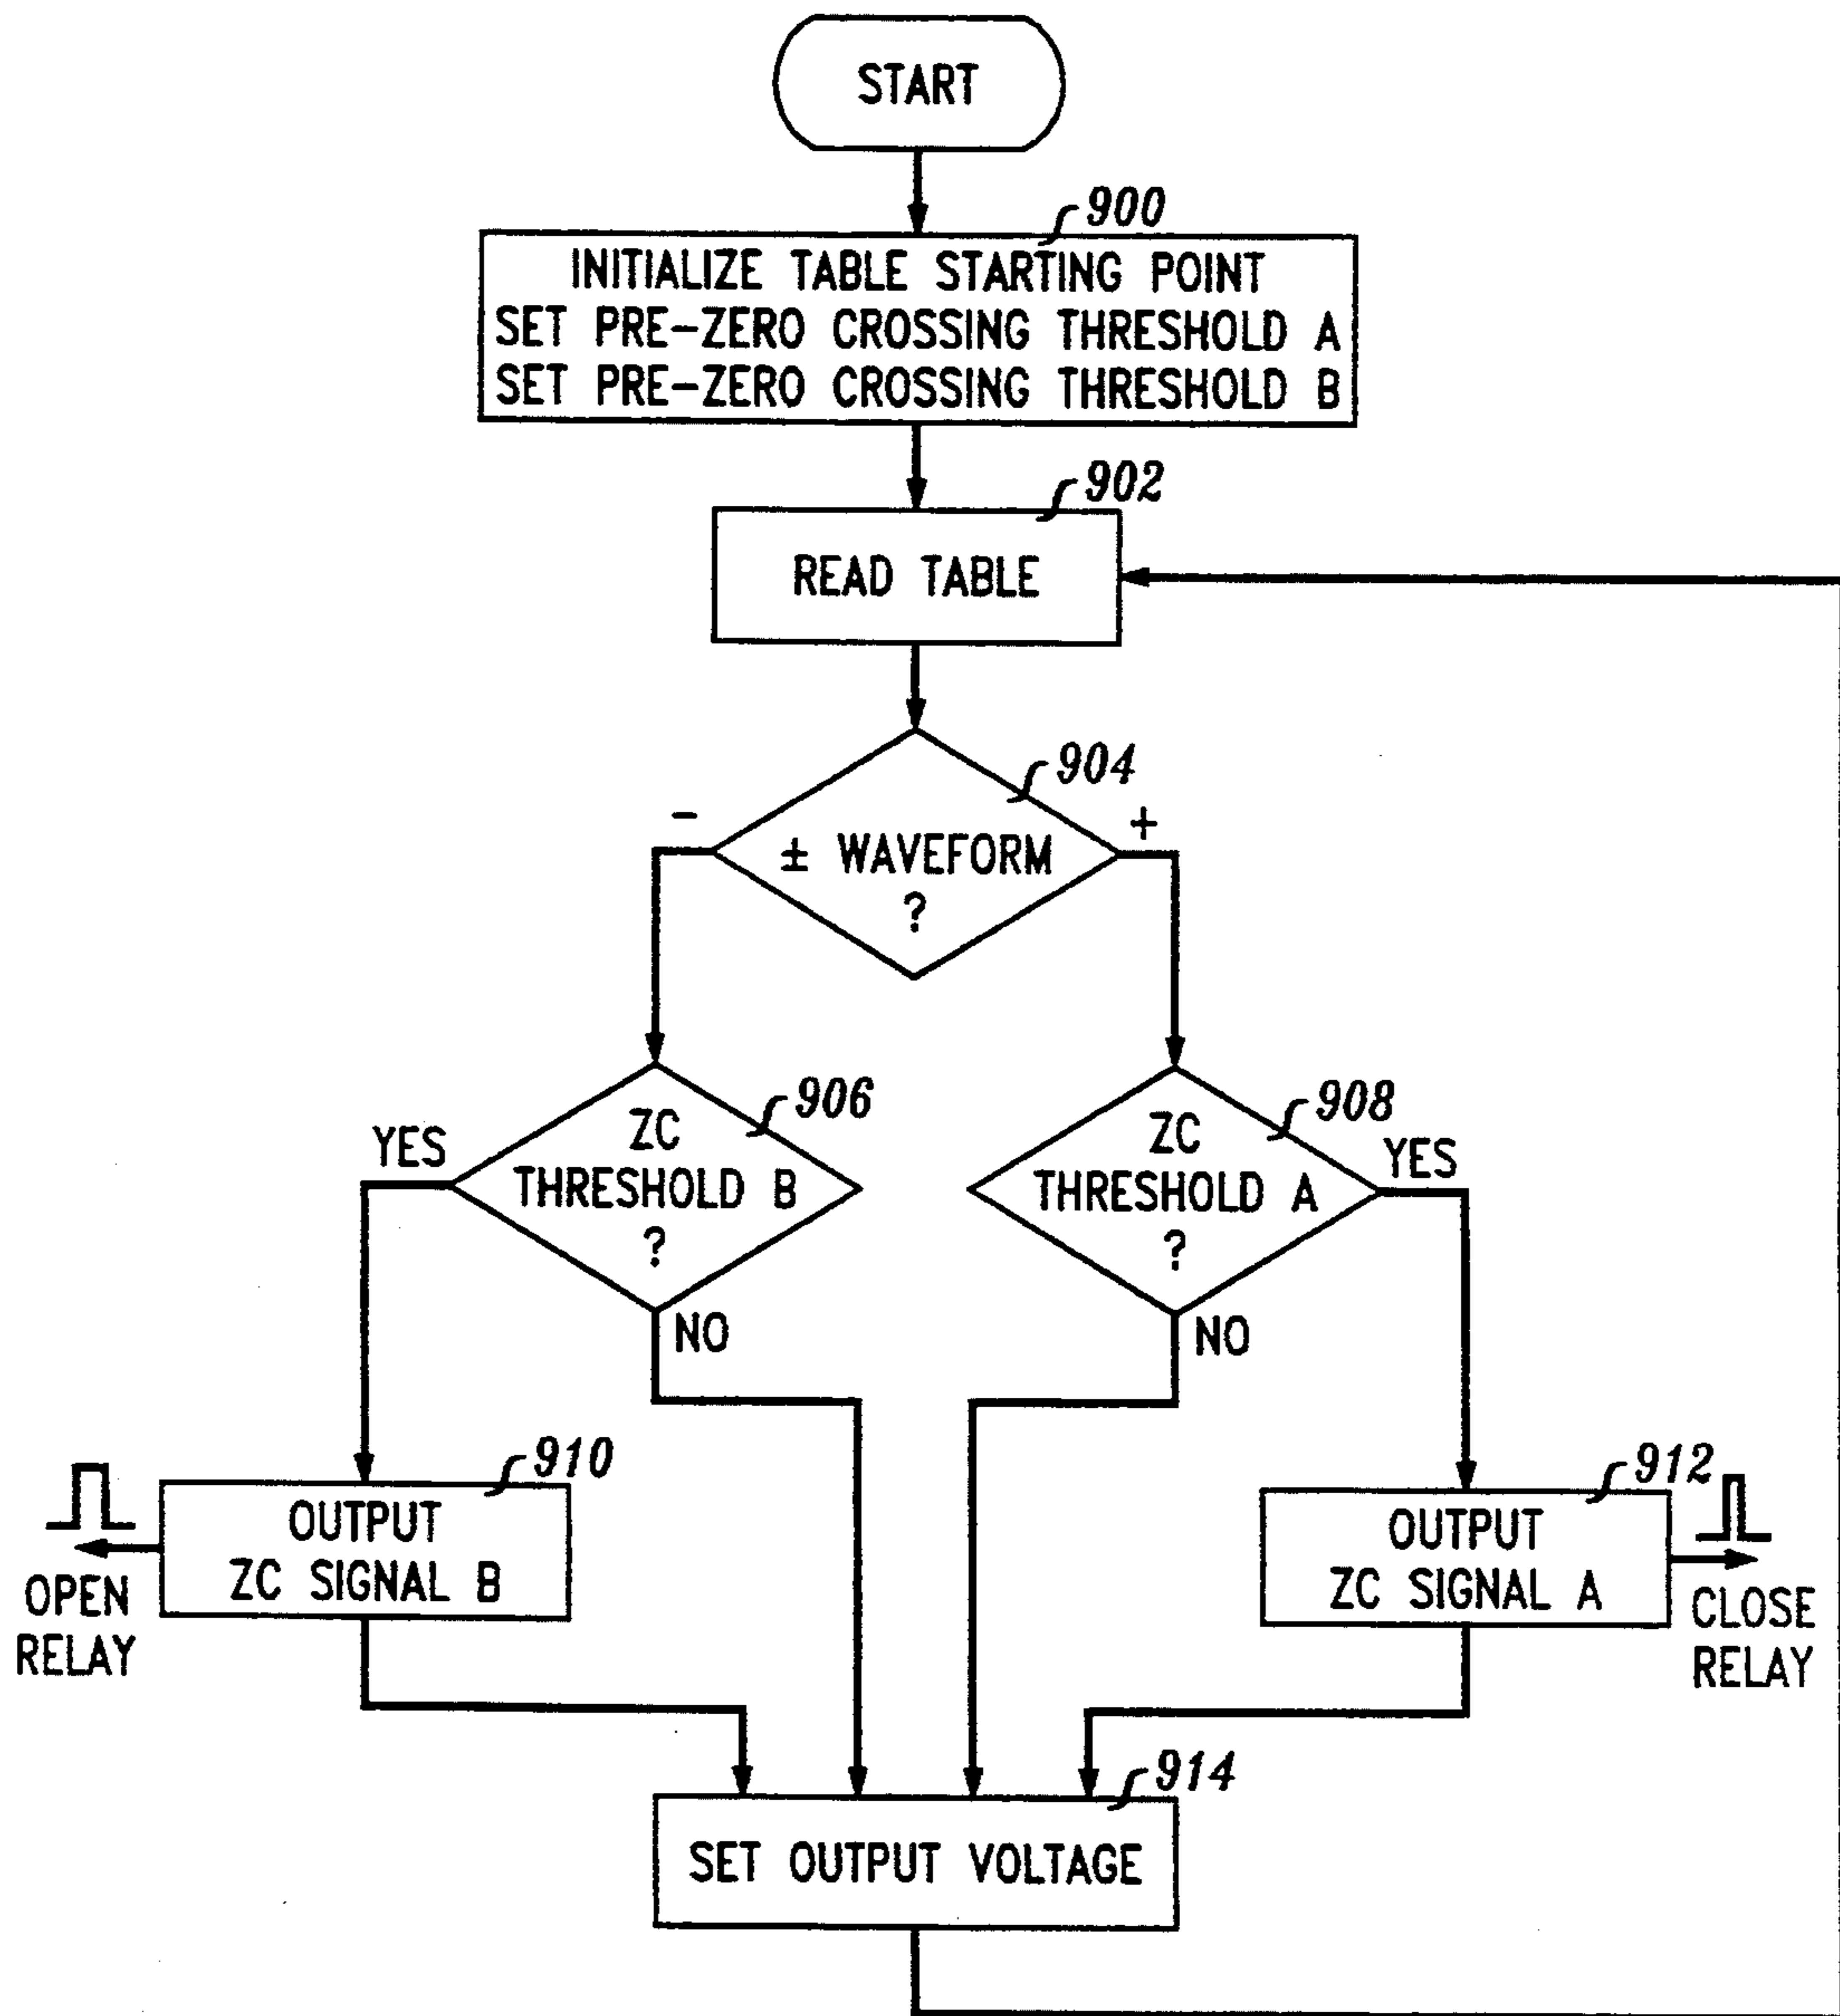 START
900
INITIALIZE TABLE STARTING POINT
SET PRE-ZERO CROSSING THRESHOLD A
SET PRE-ZERO CROSSING THRESHOLD B
902
READ TABLE
904
-
+
± WAVEFORM
?
906
YES
ZC
THRESHOLD B
?
NO
908
YES
ZC
THRESHOLD A
?
NO
910
OUTPUT
ZC SIGNAL B
OPEN
RELAY
912
OUTPUT
ZC SIGNAL A
CLOSE
RELAY
914
SET OUTPUT VOLTAGE